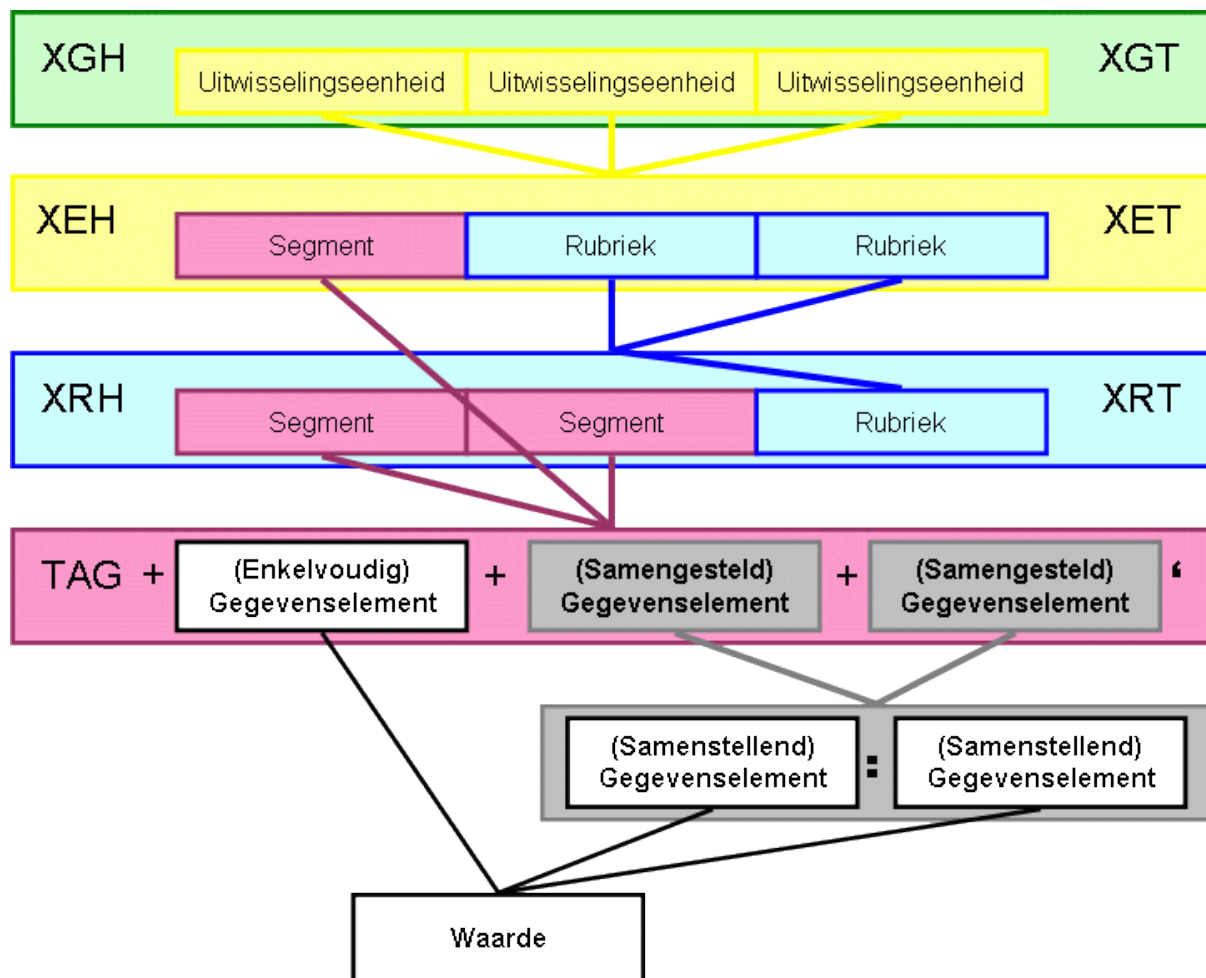 XGH Uitwisselingseenheid Uitwisselingseenheid Uitwisselingseenheid XGT
XEH Segment Rubriek Rubriek XET
XRH Segment Segment Rubriek XRT
TAG + (Enkelvoudig) + (Samengesteld) + (Samengesteld) ‘
Gegevenselement Gegevenselement Gegevenselement
(Samenstellend) : (Samenstellend)
Gegevenselement Gegevenselement
Waarde